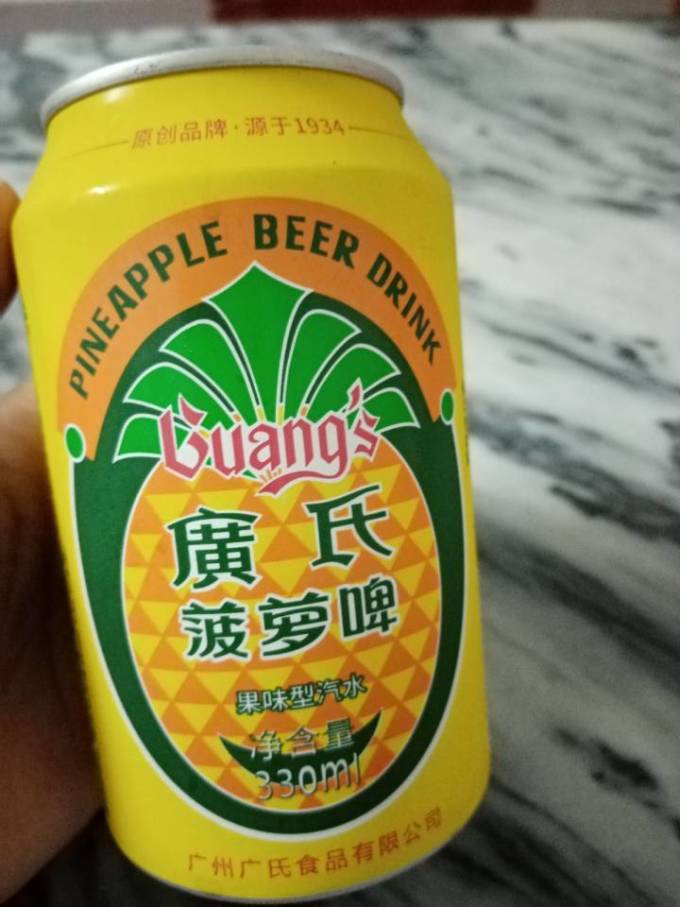 原创品牌·源于1934
PINEAPPLE BEER DRINK
Guang's
廣氏
菠萝啤
果味型汽水
净含量
330ml
广州广氏食品有限公司